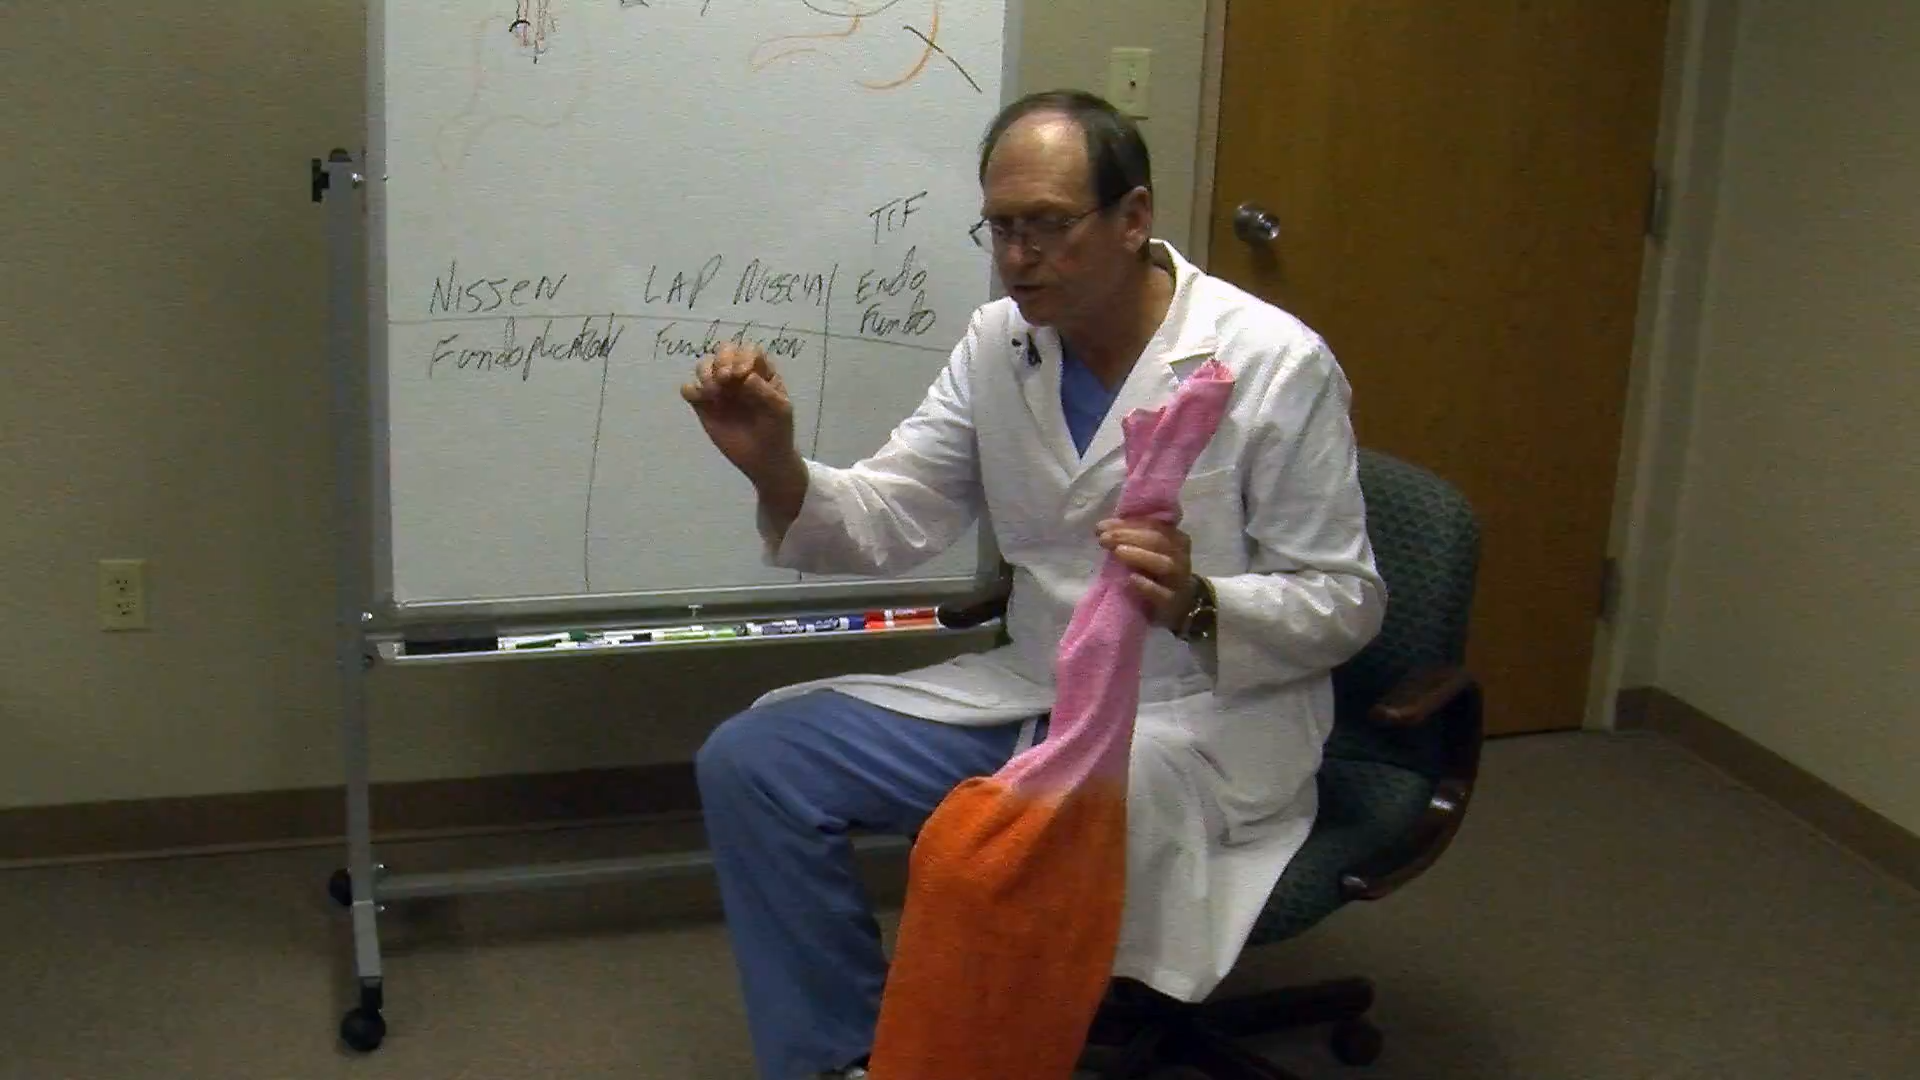 TIF
NISSEN LAP NISSEN Endo
Fundo
Fundoplication Fundoplication